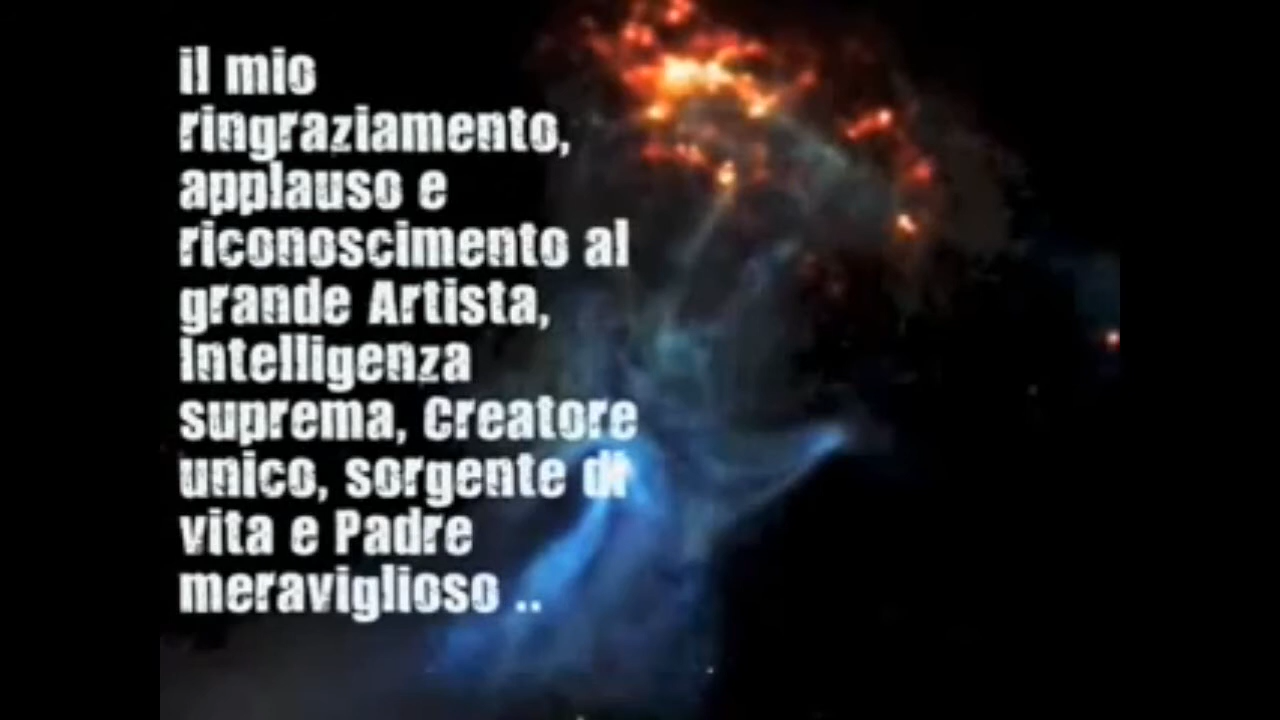 il mio
ringraziamento,
applauso e
riconoscimento al
grande Artista,
Intelligenza
suprema, Creatore
unico, sorgente di
vita e Padre
meraviglioso ..